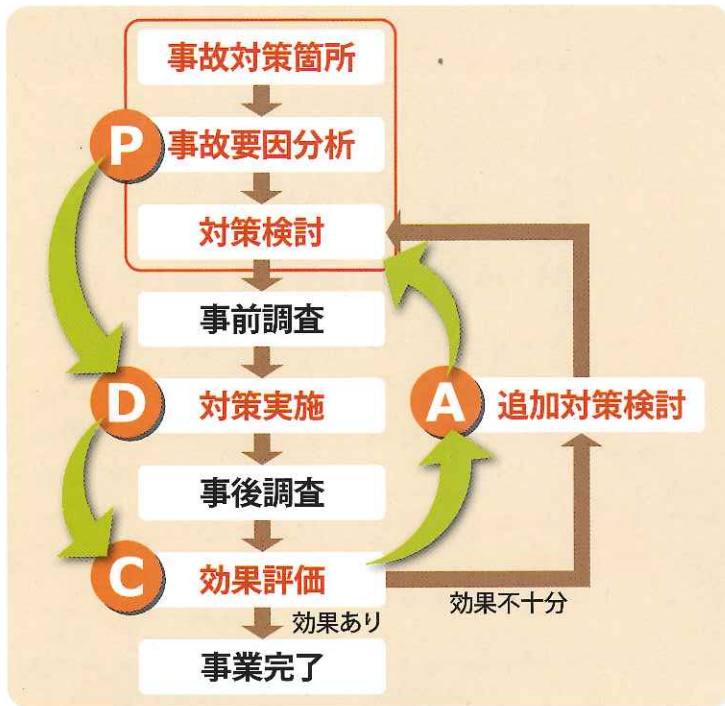 事故対策箇所
P
事故要因分析
対策検討
事前調査
D
対策実施
A
追加対策検討
事後調査
C
効果評価
効果あり
効果不十分
事業完了